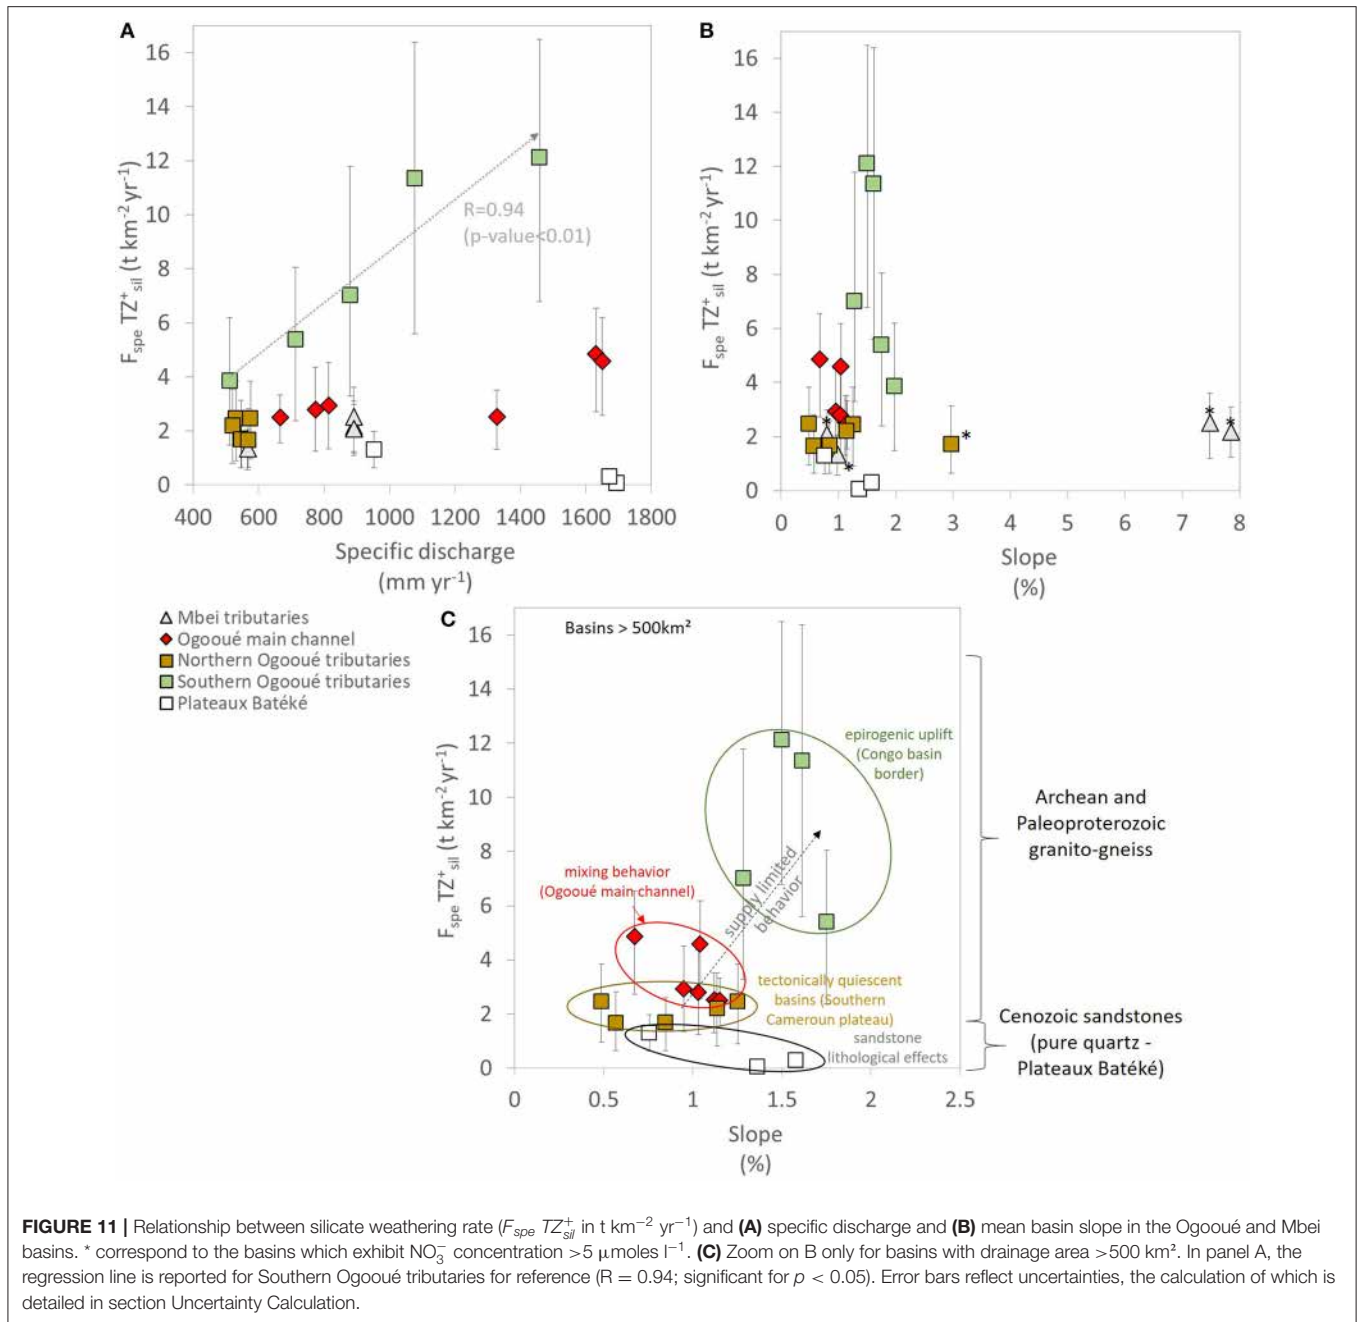 A
16
14
12
10
8
6
4
2
0
F_spe TZ⁺_sil (t km⁻² yr⁻¹)
R=0.94
(p-value<0.01)
400 600 800 1000 1200 1400 1600 1800
Specific discharge
(mm yr⁻¹)
B
16
14
12
10
8
6
4
2
0
F_spe TZ⁺_sil (t km⁻² yr⁻¹)
*
*
*
*
*
0 1 2 3 4 5 6 7 8
Slope
(%)
Mbei tributaries
Ogooué main channel
Northern Ogooué tributaries
Southern Ogooué tributaries
Plateaux Batéké
C
Basins > 500km²
16
14
12
10
8
6
4
2
0
F_spe TZ⁺_sil (t km⁻² yr⁻¹)
epirogenic uplift
(Congo basin
border)
mixing behavior
(Ogooué main channel)
supply limited
behavior
tectonically quiescent
basins (Southern
Cameroun plateau)
sandstone
lithological effects
0 0.5 1 1.5 2 2.5
Slope
(%)
Archean and
Paleoproterozoic
granito-gneiss
Cenozoic sandstones
(pure quartz -
Plateaux Batéké)
FIGURE 11 | Relationship between silicate weathering rate (F_spe TZ⁺_sil in t km⁻² yr⁻¹) and (A) specific discharge and (B) mean basin slope in the Ogooué and Mbei
basins. * correspond to the basins which exhibit NO₃⁻ concentration >5 μmoles l⁻¹. (C) Zoom on B only for basins with drainage area >500 km². In panel A, the
regression line is reported for Southern Ogooué tributaries for reference (R = 0.94; significant for p < 0.05). Error bars reflect uncertainties, the calculation of which is
detailed in section Uncertainty Calculation.